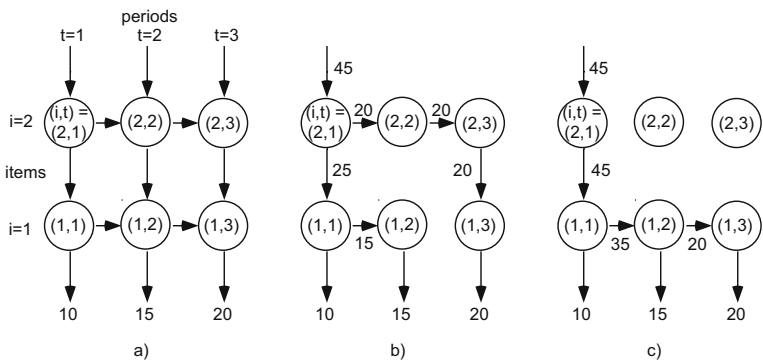 periods
t=1 t=2 t=3
45 45
i=2 (i,t) = (2,1) (2,2) (2,3) (i,t) = (2,1) 20 (2,2) 20 (2,3) (i,t) = (2,1) (2,2) (2,3)
items 25 20 45
i=1 (1,1) (1,2) (1,3) (1,1) 15 (1,2) (1,3) (1,1) 35 (1,2) 20 (1,3)
10 15 20 10 15 20 10 15 20
a) b) c)